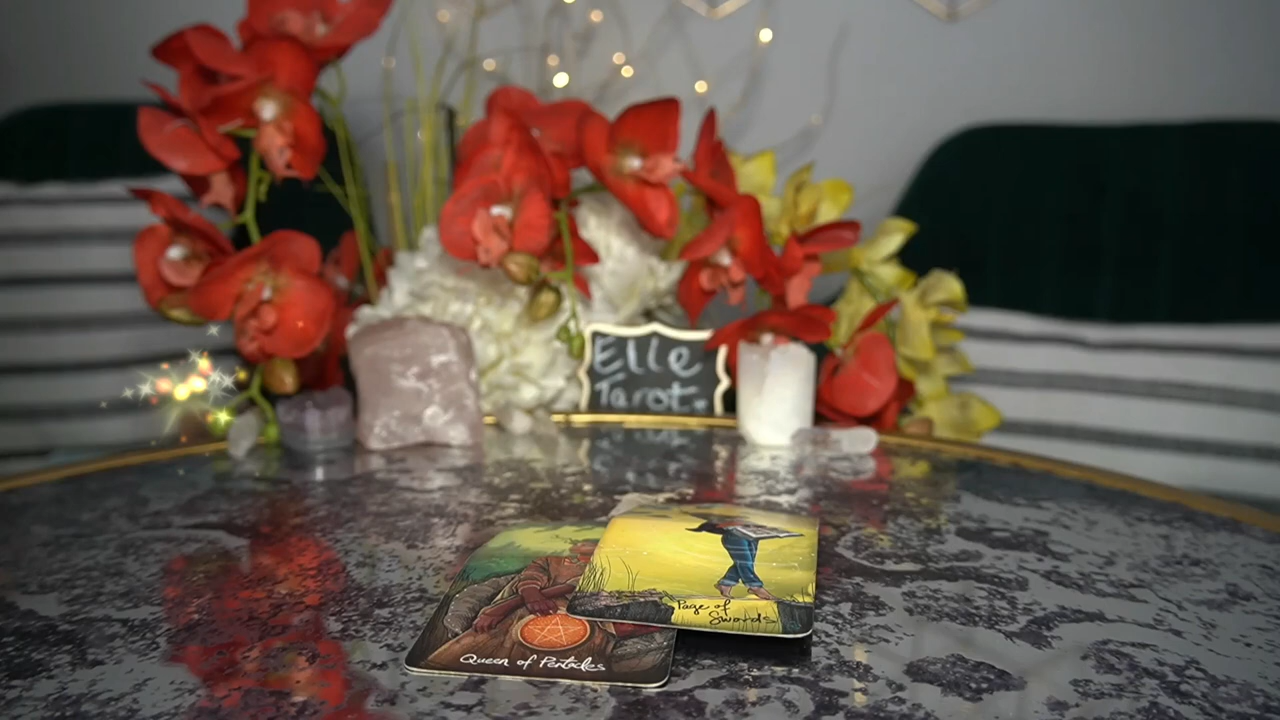 Elle
Tarot
Page of
Swords
Queen of Pentacles